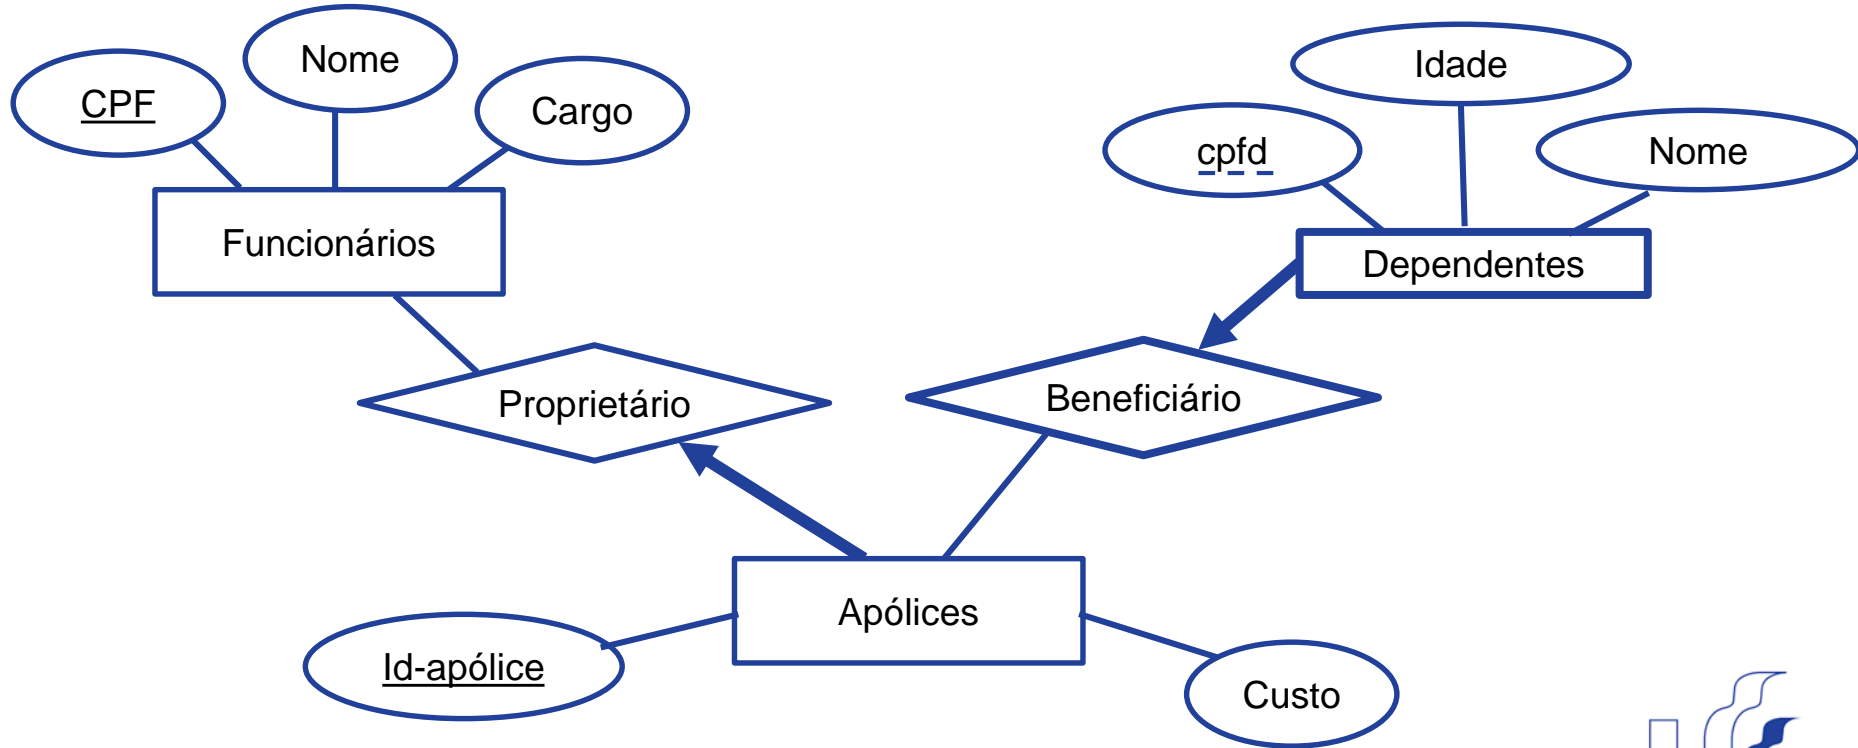 Nome
CPF
Cargo
Funcionários
Idade
cpfd
Nome
Dependentes
Proprietário
Beneficiário
Apólices
Id-apólice
Custo